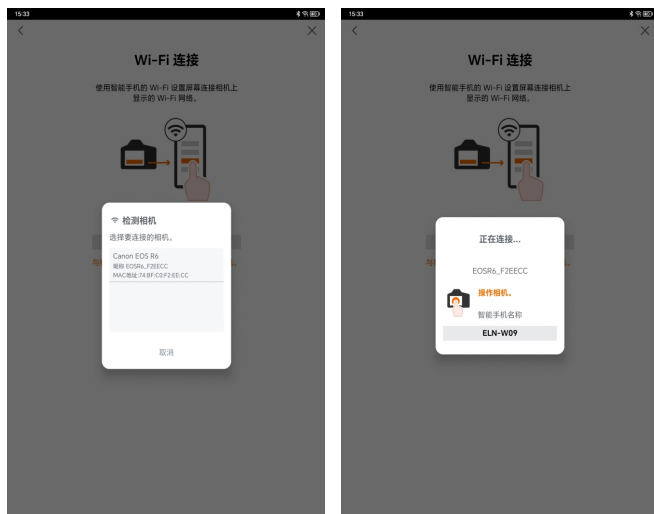 15:33
Wi-Fi 连接
使用智能手机的 Wi-Fi 设置屏幕连接相机上
显示的 Wi-Fi 网络。
检测相机
选择要连接的相机。
Canon EOS R6
昵称 EOSR6_F2EECC
MAC地址:74:BF:C0:F2:EE:CC
取消
15:33
Wi-Fi 连接
使用智能手机的 Wi-Fi 设置屏幕连接相机上
显示的 Wi-Fi 网络。
正在连接...
EOSR6_F2EECC
操作相机。
智能手机名称
ELN-W09